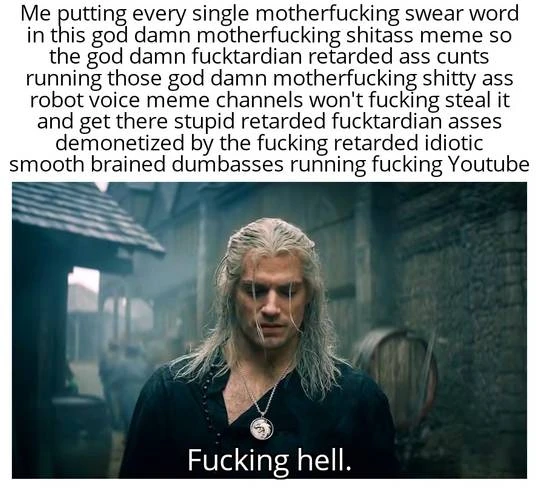 Me putting every single motherfucking swear word
in this god damn motherfucking shitass meme so
the god damn fucktardian retarded ass cunts
running those god damn motherfucking shitty ass
robot voice meme channels won't fucking steal it
and get there stupid retarded fucktardian asses
demonetized by the fucking retarded idiotic
smooth brained dumbasses running fucking Youtube
Fucking hell.